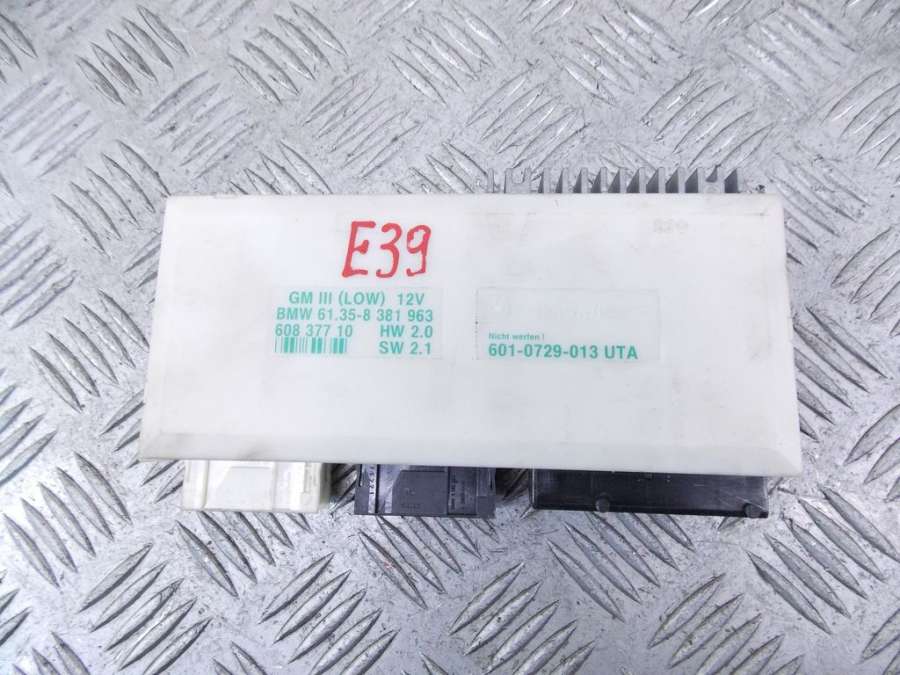 E39
GM III (LOW) 12V
BMW 61.35-8 381 963
608 377 10 HW 2.0
SW 2.1
Nicht werfen !
601-0729-013 UTA